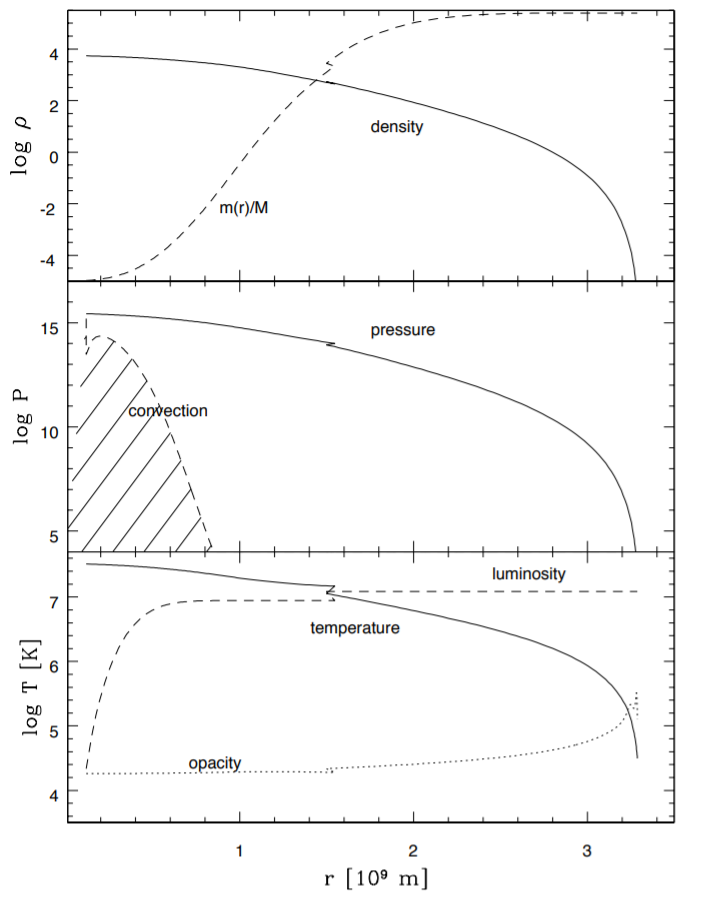 4
2
0
-2
-4
log ρ
density
m(r)/M
15
10
5
log P
pressure
convection
7
6
5
4
log T [K]
luminosity
temperature
opacity
1 2 3
r [10⁹ m]